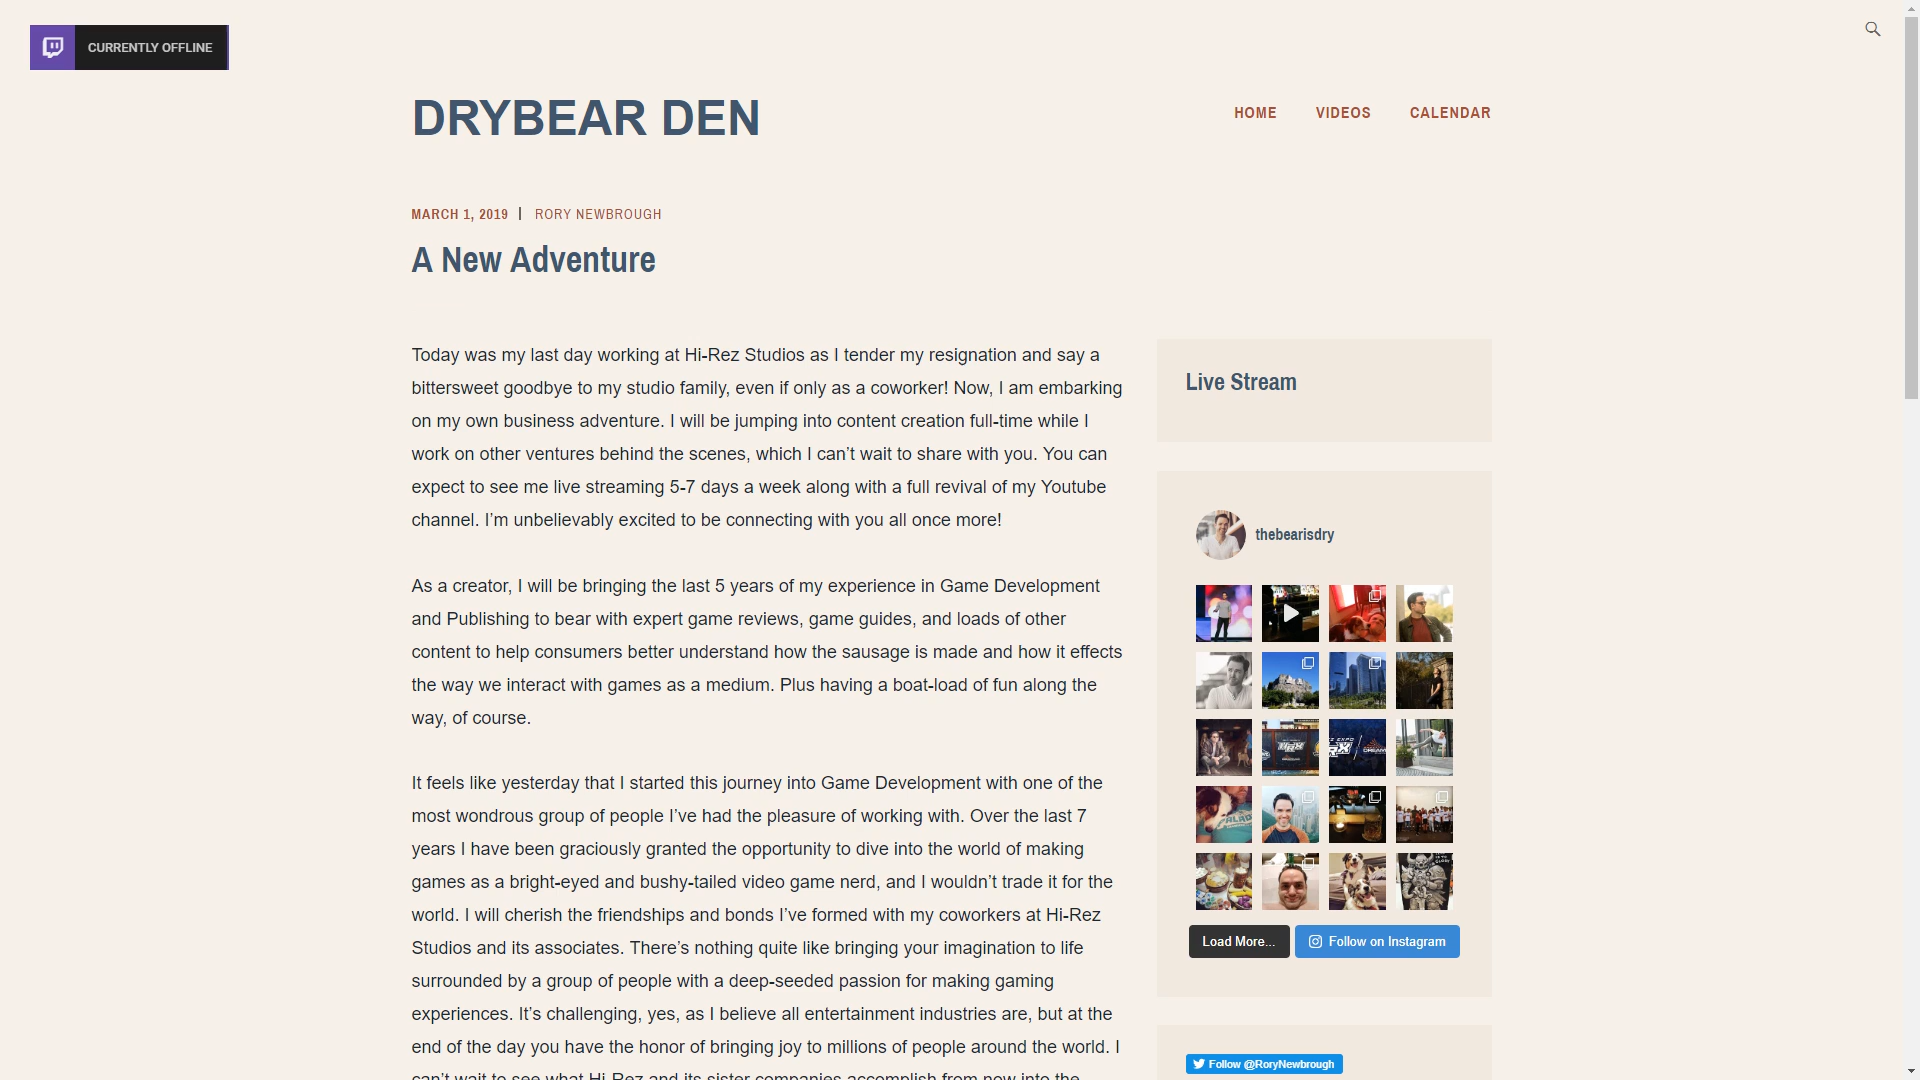 CURRENTLY OFFLINE
DRYBEAR DEN
HOME VIDEOS CALENDAR
MARCH 1, 2019 | RORY NEWBROUGH
A New Adventure
Today was my last day working at Hi-Rez Studios as I tender my resignation and say a
bittersweet goodbye to my studio family, even if only as a coworker! Now, I am embarking
on my own business adventure. I will be jumping into content creation full-time while I
work on other ventures behind the scenes, which I can’t wait to share with you. You can
expect to see me live streaming 5-7 days a week along with a full revival of my Youtube
channel. I’m unbelievably excited to be connecting with you all once more!
As a creator, I will be bringing the last 5 years of my experience in Game Development
and Publishing to bear with expert game reviews, game guides, and loads of other
content to help consumers better understand how the sausage is made and how it effects
the way we interact with games as a medium. Plus having a boat-load of fun along the
way, of course.
It feels like yesterday that I started this journey into Game Development with one of the
most wondrous group of people I’ve had the pleasure of working with. Over the last 7
years I have been graciously granted the opportunity to dive into the world of making
games as a bright-eyed and bushy-tailed video game nerd, and I wouldn’t trade it for the
world. I will cherish the friendships and bonds I’ve formed with my coworkers at Hi-Rez
Studios and its associates. There’s nothing quite like bringing your imagination to life
surrounded by a group of people with a deep-seeded passion for making gaming
experiences. It’s challenging, yes, as I believe all entertainment industries are, but at the
end of the day you have the honor of bringing joy to millions of people around the world. I
can’t wait to see what Hi-Rez and its sister companies accomplish from now into the
Live Stream
thebearisdry
Load More...
Follow on Instagram
Follow @RoryNewbrough